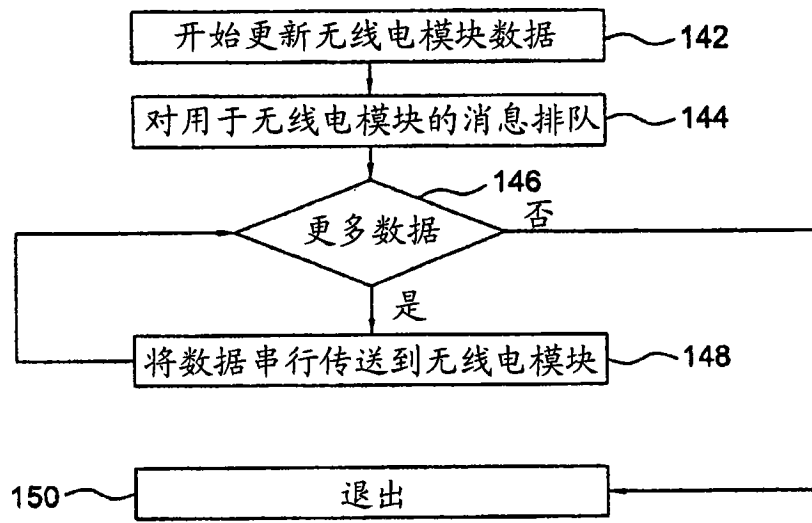 开始更新无线电模块数据
142
对用于无线电模块的消息排队
144
146
更多数据
否
是
将数据串行传送到无线电模块
148
150
退出